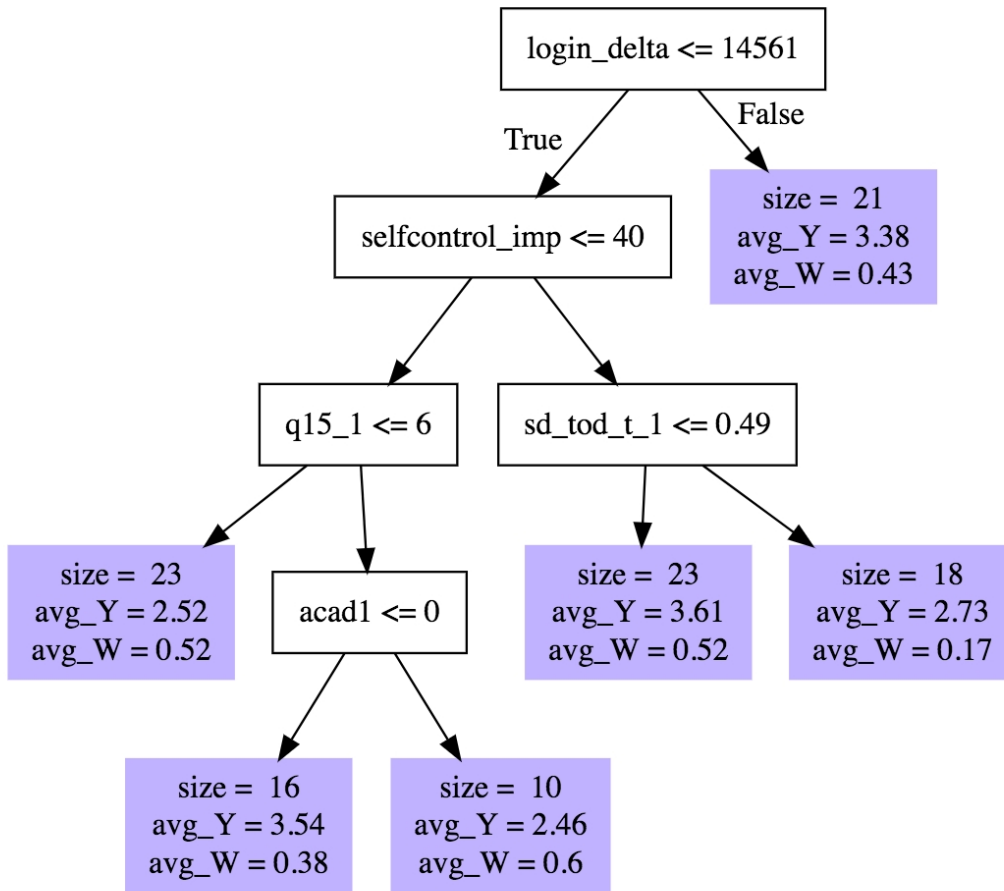 login_delta <= 14561
True
False
selfcontrol_imp <= 40
size =  21
avg_Y = 3.38
avg_W = 0.43
q15_1 <= 6
sd_tod_t_1 <= 0.49
size =  23
avg_Y = 2.52
avg_W = 0.52
acad1 <= 0
size =  23
avg_Y = 3.61
avg_W = 0.52
size =  18
avg_Y = 2.73
avg_W = 0.17
size =  16
avg_Y = 3.54
avg_W = 0.38
size =  10
avg_Y = 2.46
avg_W = 0.6